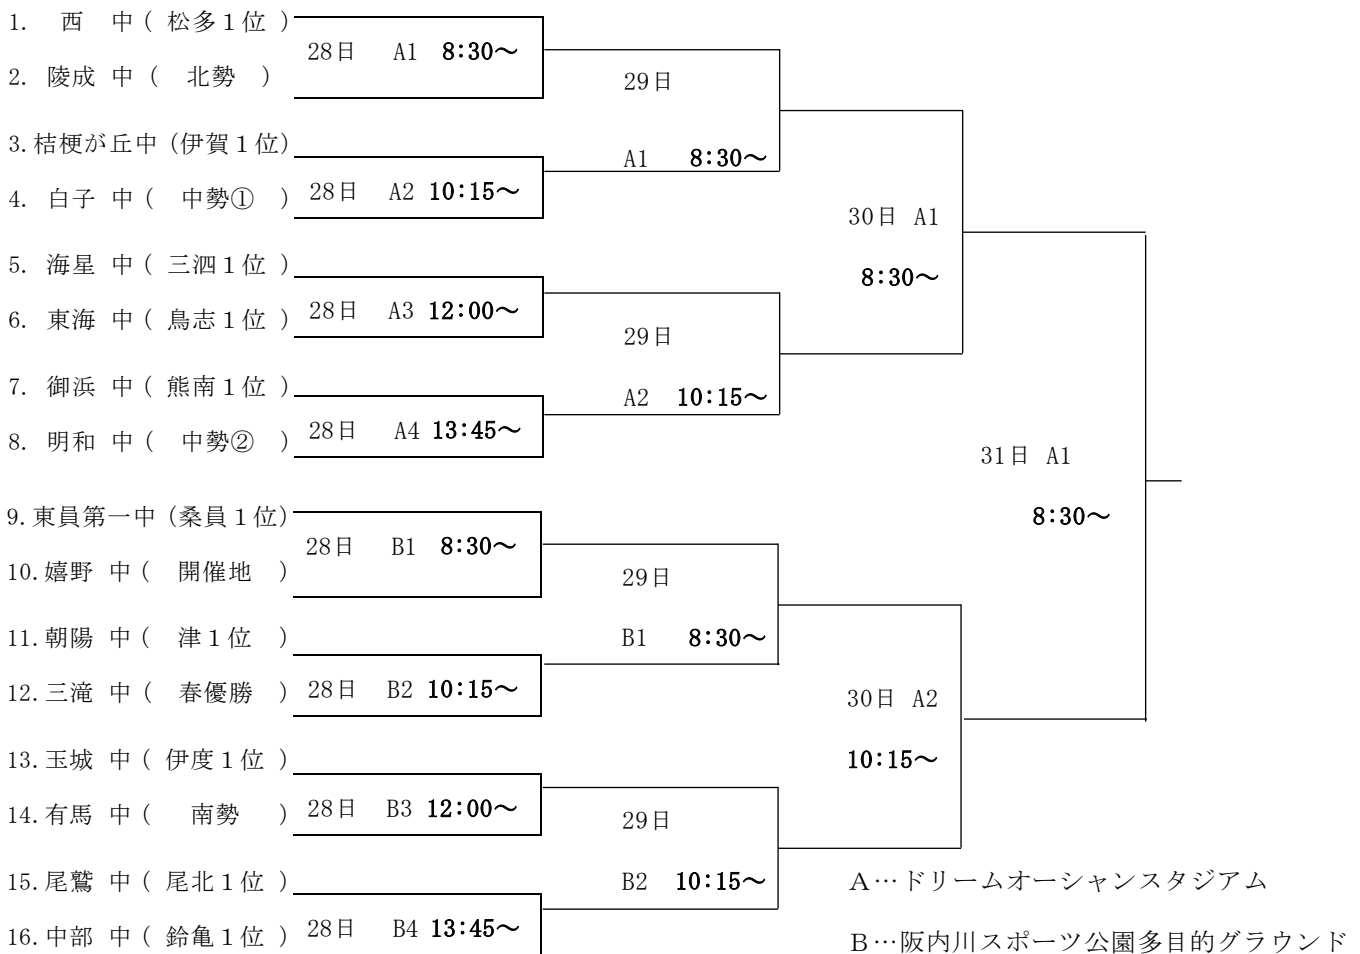 1. 西 中 ( 松多１位 )
28日 A1 8:30～
2. 陵成 中 ( 北勢 )
29日
A1 8:30～
3.桔梗が丘中 (伊賀１位)
28日 A2 10:15～
4. 白子 中 ( 中勢① )
30日 A1
8:30～
5. 海星 中 ( 三泗１位 )
28日 A3 12:00～
6. 東海 中 ( 鳥志１位 )
29日
A2 10:15～
7. 御浜 中 ( 熊南１位 )
28日 A4 13:45～
8. 明和 中 ( 中勢② )
31日 A1
8:30～
9.東員第一中 (桑員１位)
28日 B1 8:30～
10.嬉野 中 ( 開催地 )
29日
B1 8:30～
11.朝陽 中 ( 津１位 )
28日 B2 10:15～
12.三滝 中 ( 春優勝 )
30日 A2
10:15～
13.玉城 中 ( 伊度１位 )
28日 B3 12:00～
14.有馬 中 ( 南勢 )
29日
B2 10:15～
15.尾鷲 中 ( 尾北１位 )
28日 B4 13:45～
16.中部 中 ( 鈴亀１位 )
Ａ…ドリームオーシャンスタジアム
Ｂ…阪内川スポーツ公園多目的グラウンド